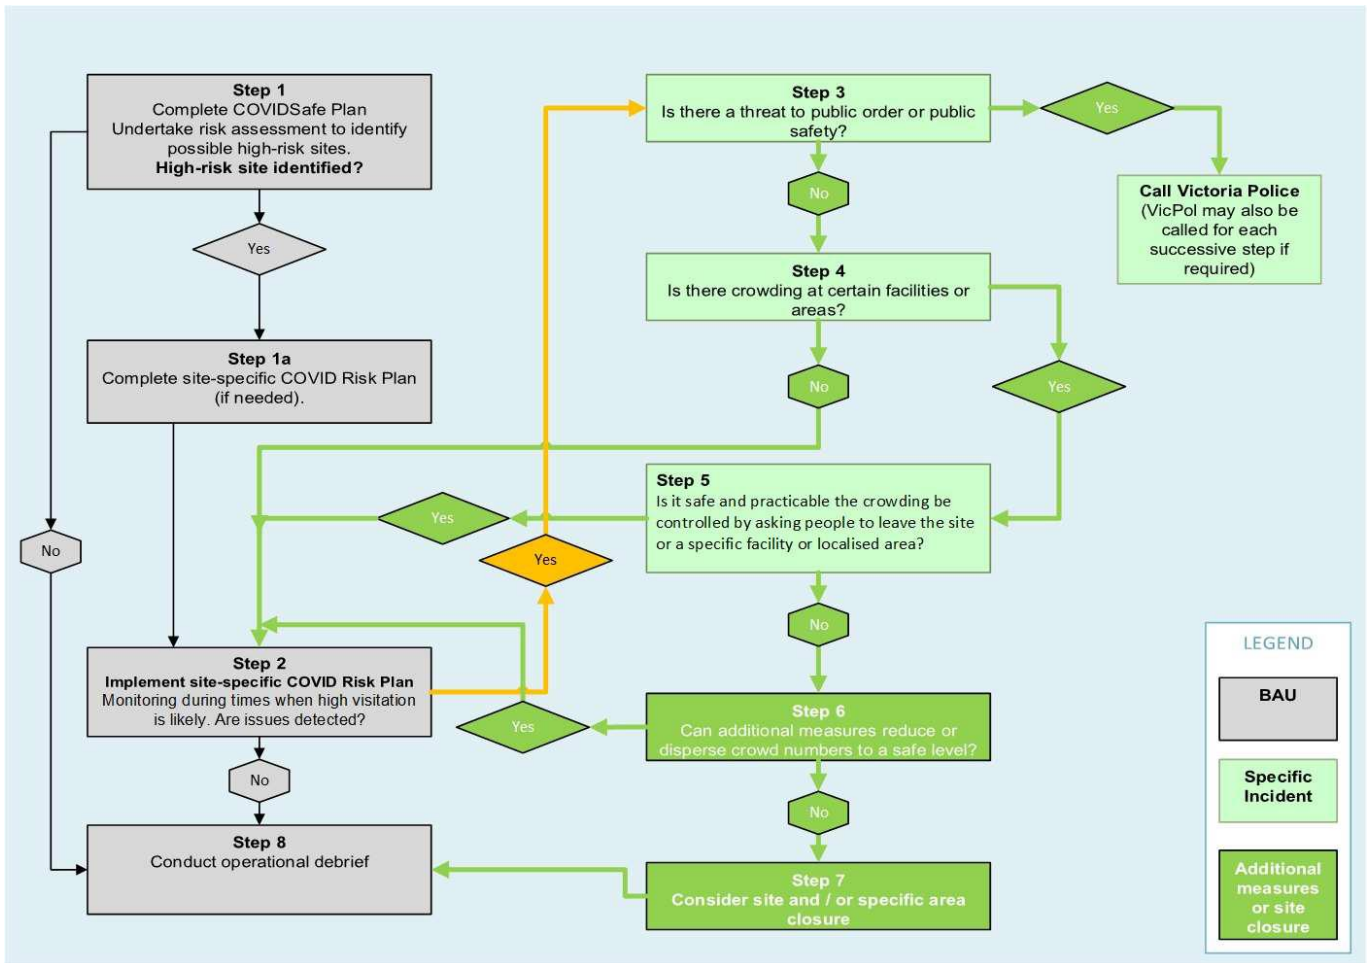 Step 1
Complete COVIDSafe Plan
Undertake risk assessment to identify
possible high-risk sites.
High-risk site identified?
Yes
Step 1a
Complete site-specific COVID Risk Plan
(if needed).
No
Step 2
Implement site-specific COVID Risk Plan
Monitoring during times when high visitation
is likely. Are issues detected?
No
Step 8
Conduct operational debrief
Yes
Step 3
Is there a threat to public order or public
safety?
Yes
Call Victoria Police
(VicPol may also be
called for each
successive step if
required)
No
Step 4
Is there crowding at certain facilities or
areas?
No
Yes
Step 5
Is it safe and practicable the crowding be
controlled by asking people to leave the site
or a specific facility or localised area?
Yes
No
Step 6
Can additional measures reduce or
disperse crowd numbers to a safe level?
Yes
No
Step 7
Consider site and / or specific area
closure
LEGEND
BAU
Specific
Incident
Additional
measures
or site
closure